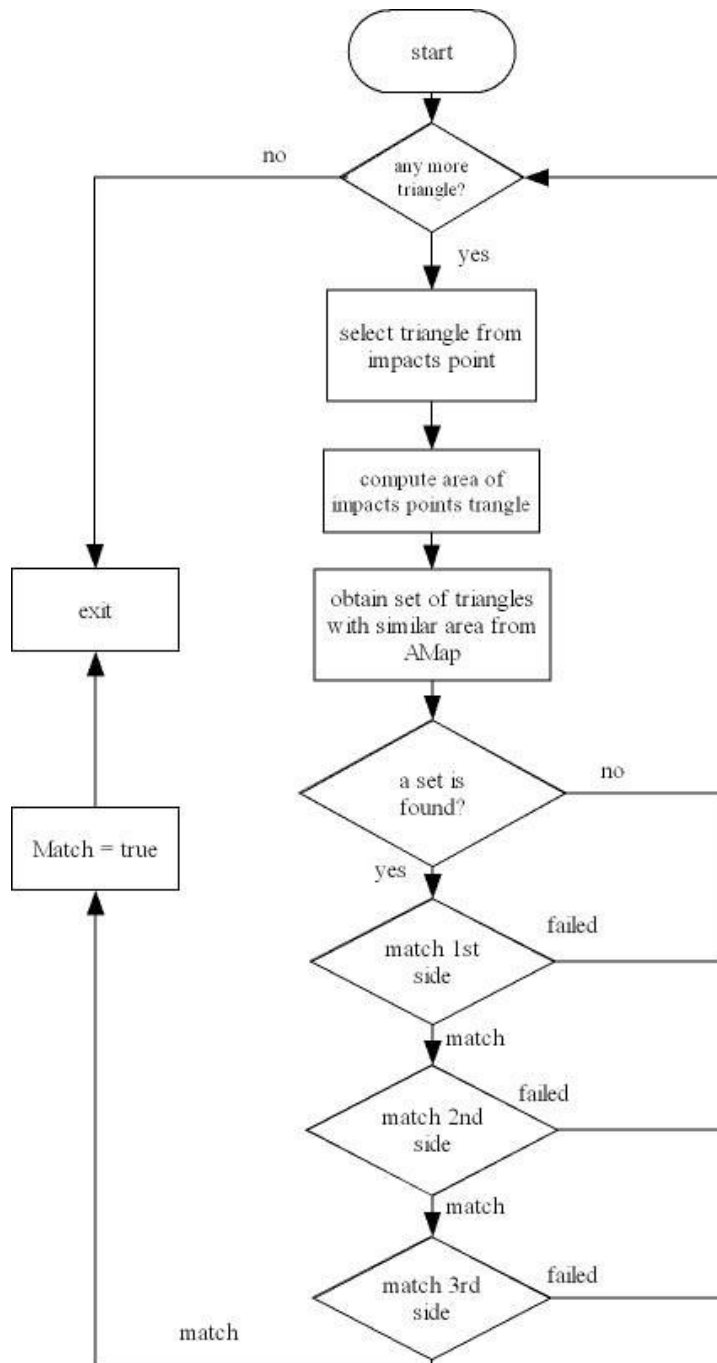 start
no
any more
triangle?
yes
select triangle from
impacts point
compute area of
impacts points trangle
exit
obtain set of triangles
with similar area from
AMap
a set is
found?
no
Match = true
yes
failed
match 1st
side
match
failed
match 2nd
side
match
failed
match 3rd
side
match